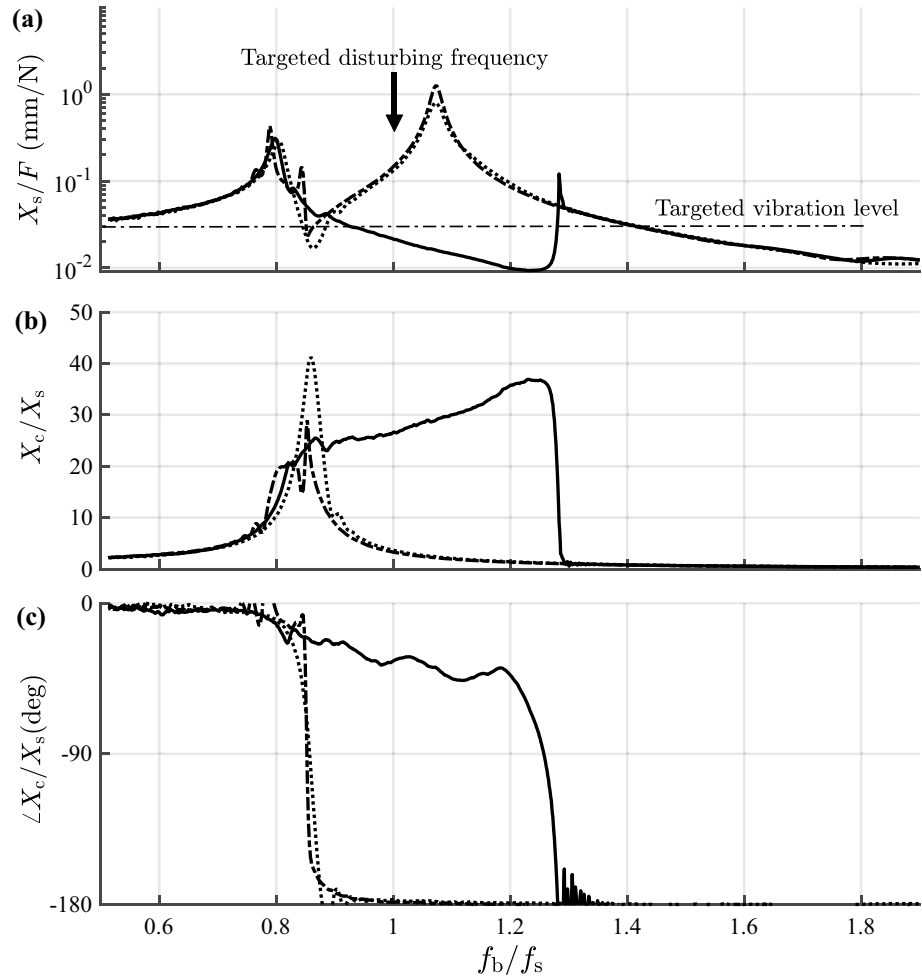 (a)
Targeted disturbing frequency
X_s/F (mm/N)
10^0
10^-1
10^-2
Targeted vibration level
(b)
X_c/X_s
50
40
30
20
10
0
(c)
∠X_c/X_s(deg)
0
-90
-180
0.6 0.8 1 1.2 1.4 1.6 1.8
f_b/f_s